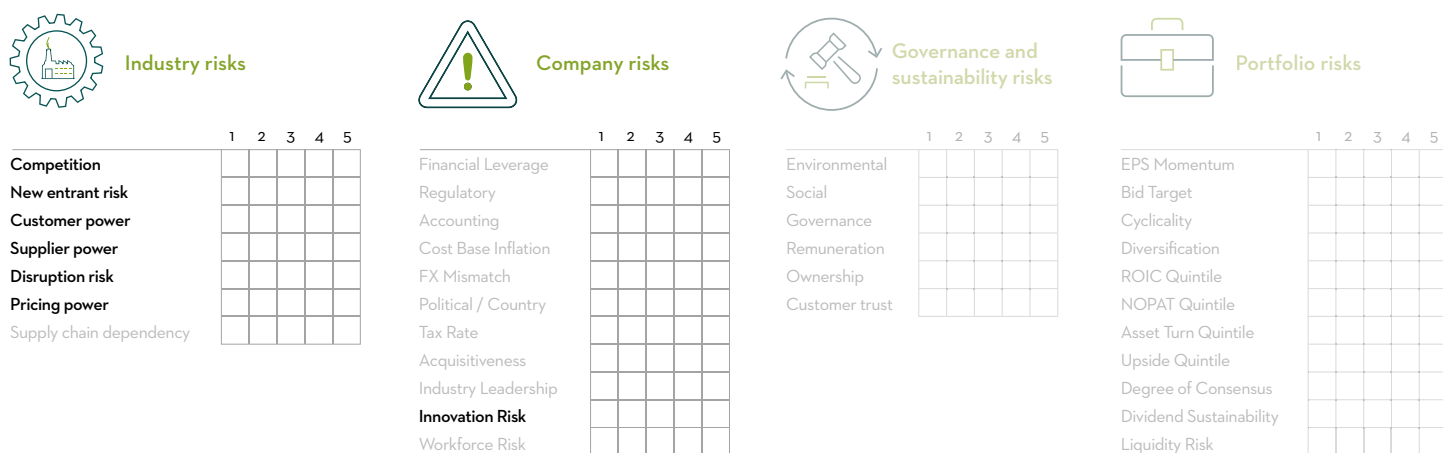 Industry risks
1 2 3 4 5
Competition
New entrant risk
Customer power
Supplier power
Disruption risk
Pricing power
Supply chain dependency
Company risks
1 2 3 4 5
Financial Leverage
Regulatory
Accounting
Cost Base Inflation
FX Mismatch
Political / Country
Tax Rate
Acquisitiveness
Industry Leadership
Innovation Risk
Workforce Risk
Governance and
sustainability risks
1 2 3 4 5
Environmental
Social
Governance
Remuneration
Ownership
Customer trust
Portfolio risks
1 2 3 4 5
EPS Momentum
Bid Target
Cyclicality
Diversification
ROIC Quintile
NOPAT Quintile
Asset Turn Quintile
Upside Quintile
Degree of Consensus
Dividend Sustainability
Liquidity Risk